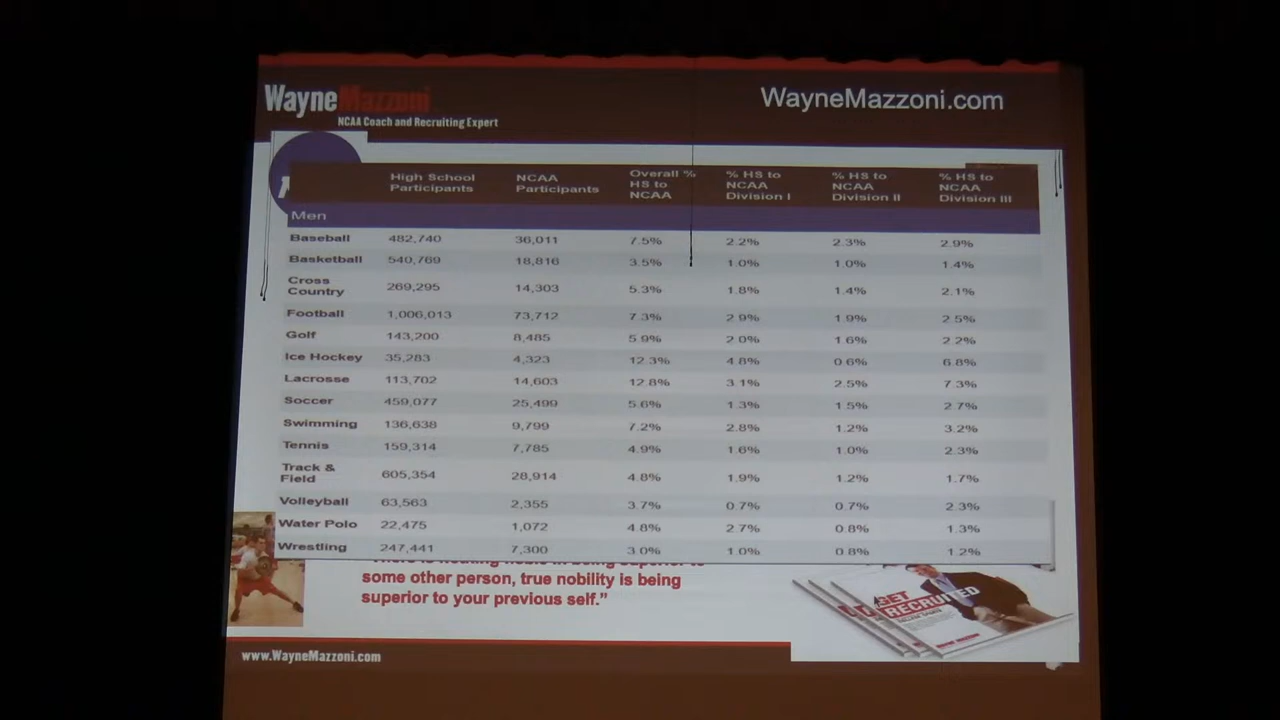 WayneMazzoni
WayneMazzoni.com
NCAA Coach and Recruiting Expert
High School Participants NCAA Participants Overall % HS to NCAA % HS to NCAA Division I % HS to NCAA Division II % HS to NCAA Division III
Men
Baseball 482,740 36,011 7.5% 2.2% 2.3% 2.9%
Basketball 540,769 18,816 3.5% 1.0% 1.0% 1.4%
Cross Country 269,295 14,303 5.3% 1.8% 1.4% 2.1%
Football 1,006,013 73,712 7.3% 2.9% 1.9% 2.5%
Golf 143,200 8,485 5.9% 2.0% 1.6% 2.2%
Ice Hockey 35,283 4,323 12.3% 4.8% 0.6% 6.8%
Lacrosse 113,702 14,603 12.8% 3.1% 2.5% 7.3%
Soccer 459,077 25,499 5.6% 1.3% 1.5% 2.7%
Swimming 136,638 9,799 7.2% 2.8% 1.2% 3.2%
Tennis 159,314 7,785 4.9% 1.6% 1.0% 2.3%
Track & Field 605,354 28,914 4.8% 1.9% 1.2% 1.7%
Volleyball 63,563 2,355 3.7% 0.7% 0.7% 2.3%
Water Polo 22,475 1,072 4.8% 2.7% 0.8% 1.3%
Wrestling 247,441 7,300 3.0% 1.0% 0.8% 1.2%
some other person, true nobility is being
superior to your previous self.”
GET
RECRUITED
www.WayneMazzoni.com